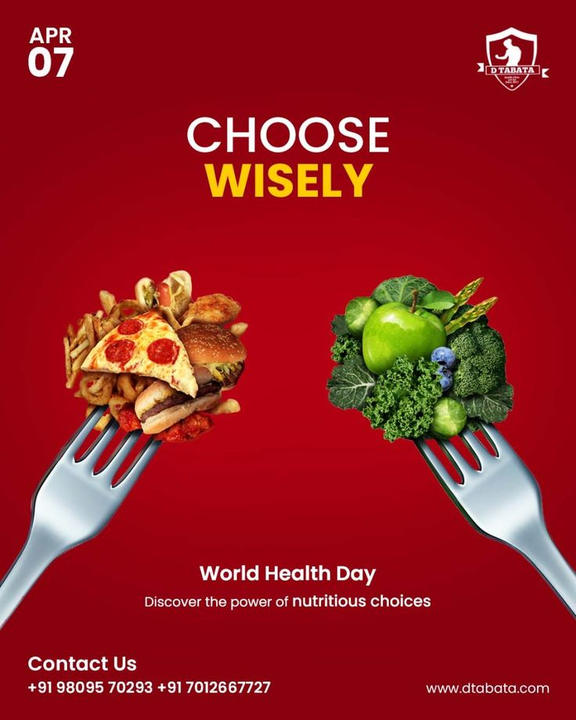 APR
07
D TABATA
CHOOSE
WISELY
World Health Day
Discover the power of nutritious choices
Contact Us
+91 98095 70293 +91 7012667727
www.dtabata.com